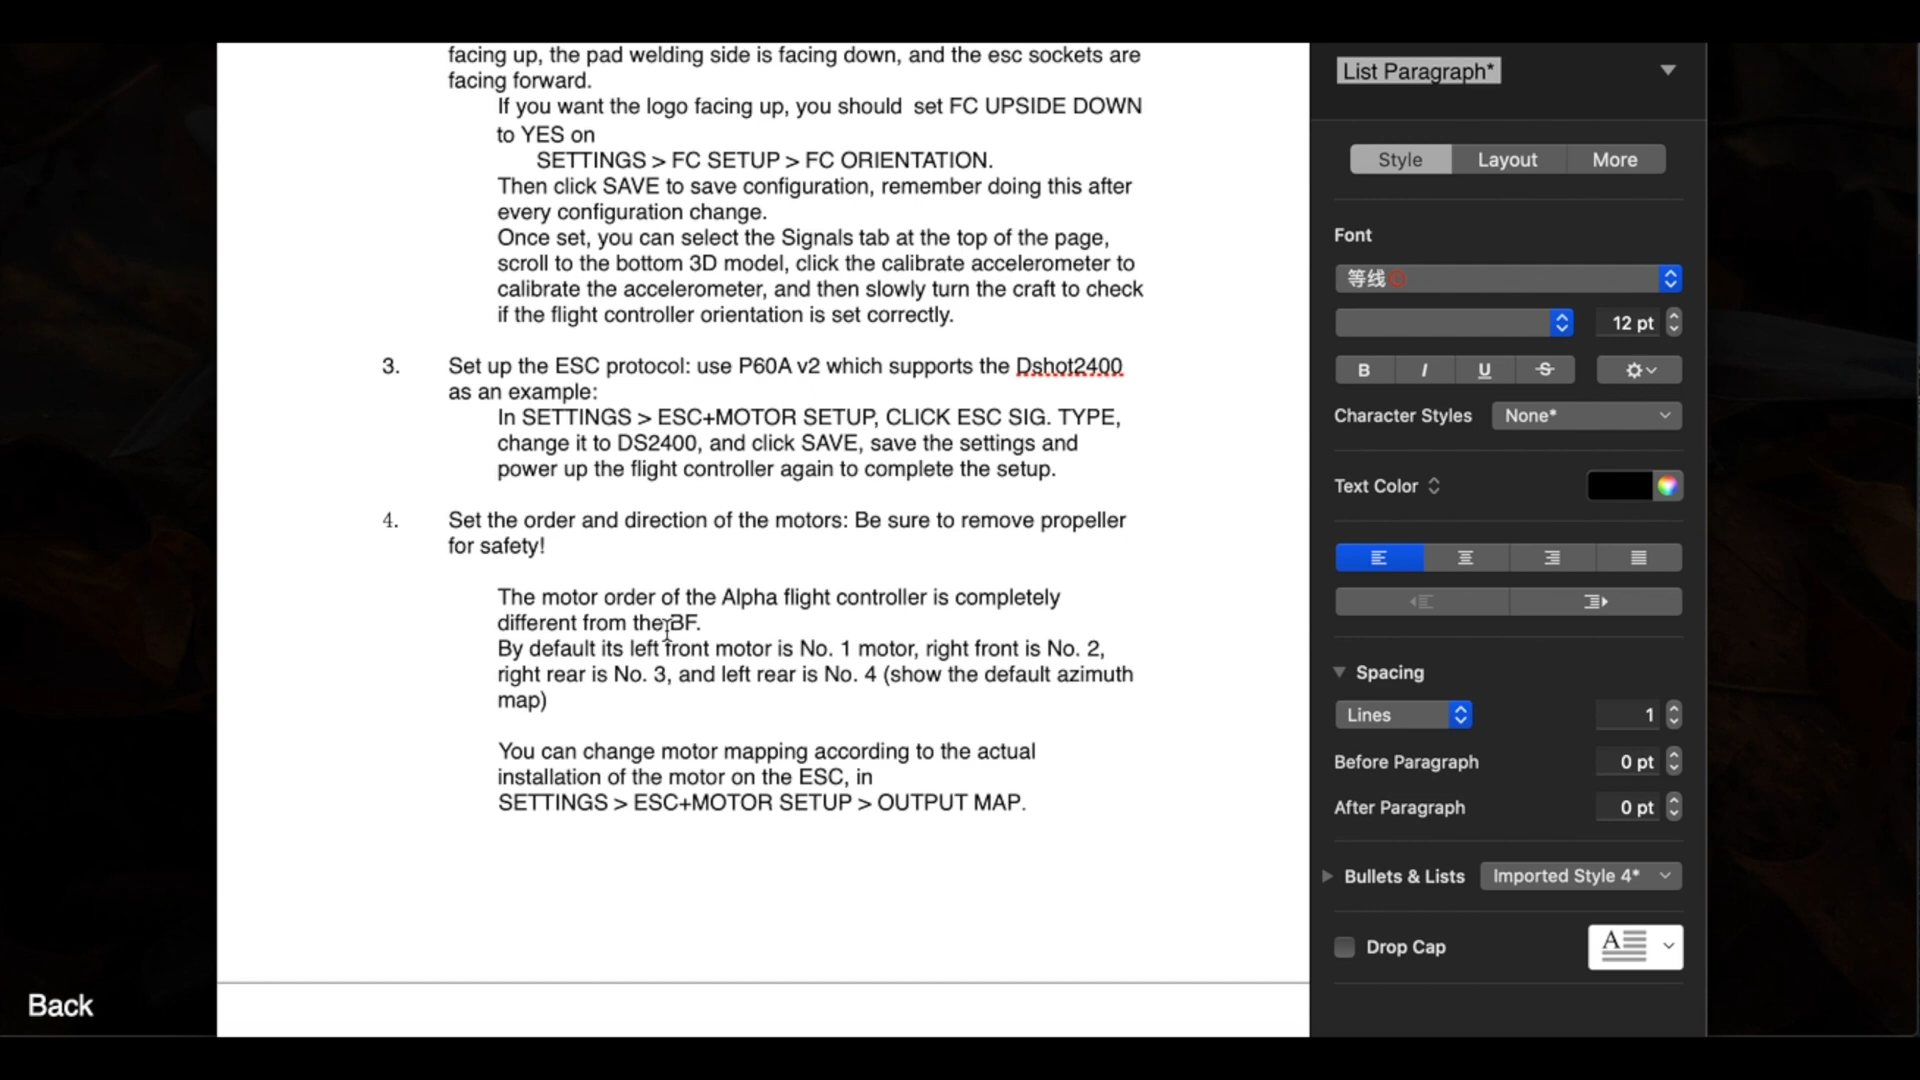 facing up, the pad welding side is facing down, and the esc sockets are
facing forward.
If you want the logo facing up, you should  set FC UPSIDE DOWN
to YES on
SETTINGS > FC SETUP > FC ORIENTATION.
Then click SAVE to save configuration, remember doing this after
every configuration change.
Once set, you can select the Signals tab at the top of the page,
scroll to the bottom 3D model, click the calibrate accelerometer to
calibrate the accelerometer, and then slowly turn the craft to check
if the flight controller orientation is set correctly.
3. Set up the ESC protocol: use P60A v2 which supports the Dshot2400
as an example:
In SETTINGS > ESC+MOTOR SETUP, CLICK ESC SIG. TYPE,
change it to DS2400, and click SAVE, save the settings and
power up the flight controller again to complete the setup.
4. Set the order and direction of the motors: Be sure to remove propeller
for safety!
The motor order of the Alpha flight controller is completely
different from the BF.
By default its left front motor is No. 1 motor, right front is No. 2,
right rear is No. 3, and left rear is No. 4 (show the default azimuth
map)
You can change motor mapping according to the actual
installation of the motor on the ESC, in
SETTINGS > ESC+MOTOR SETUP > OUTPUT MAP.
Back
List Paragraph*
Style Layout More
Font
等线
12 pt
B I U S
Character Styles None*
Text Color
Spacing
Lines 1
Before Paragraph 0 pt
After Paragraph 0 pt
Bullets & Lists Imported Style 4*
Drop Cap A